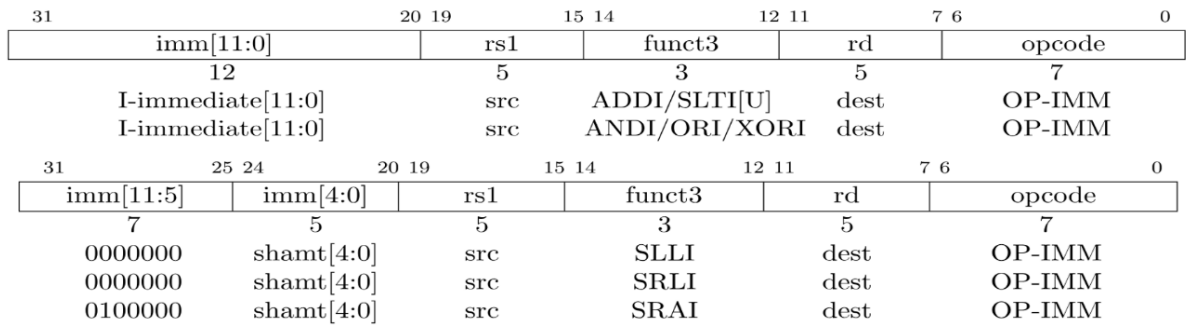 31 20 19 15 14 12 11 7 6 0
imm[11:0] rs1 funct3 rd opcode
12 5 3 5 7
I-immediate[11:0] src ADDI/SLTI[U] dest OP-IMM
I-immediate[11:0] src ANDI/ORI/XORI dest OP-IMM
31 25 24 20 19 15 14 12 11 7 6 0
imm[11:5] imm[4:0] rs1 funct3 rd opcode
7 5 5 3 5 7
0000000 shamt[4:0] src SLLI dest OP-IMM
0000000 shamt[4:0] src SRLI dest OP-IMM
0100000 shamt[4:0] src SRAI dest OP-IMM